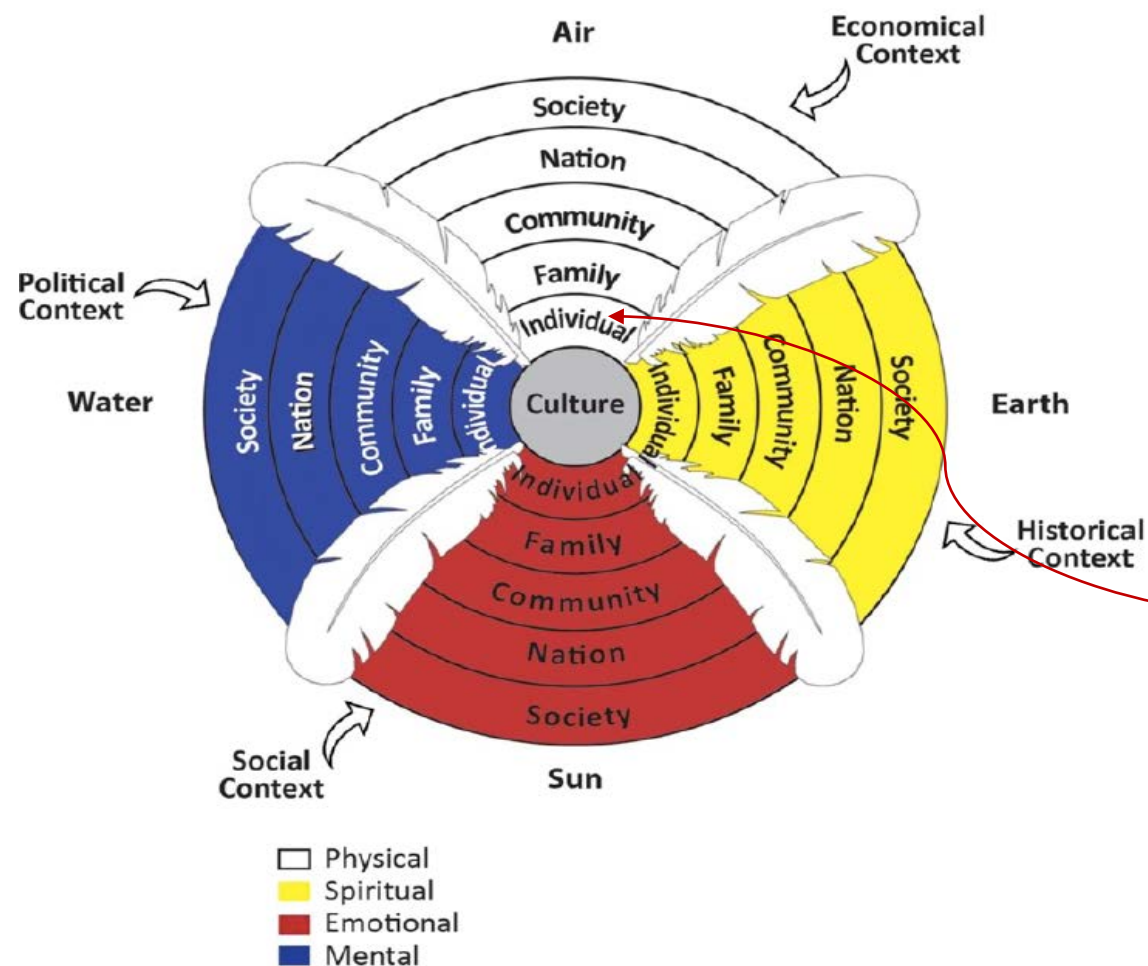 Air
Economical
Context
Society
Nation
Community
Family
Individual
Political
Context
Water
Society
Nation
Community
Family
Individual
Culture
Individual
Family
Community
Nation
Society
Earth
Historical
Context
Individual
Family
Community
Nation
Society
Social
Context
Sun
Physical
Spiritual
Emotional
Mental